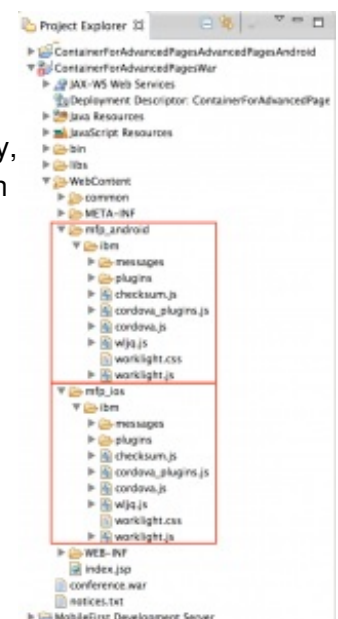 Project Explorer
ContainerForAdvancedPagesAdvancedPagesAndroid
ContainerForAdvancedPagesWar
JAX-WS Web Services
Deployment Descriptor: ContainerForAdvancedPage
Java Resources
JavaScript Resources
y,
bin
libs
n
WebContent
common
META-INF
mfp_android
ibm
messages
plugins
checksum.js
cordova_plugins.js
cordova.js
wljq.js
worklight.css
worklight.js
mfp_ios
ibm
messages
plugins
checksum.js
cordova_plugins.js
cordova.js
wljq.js
worklight.css
worklight.js
WEB-INF
index.jsp
conference.war
notices.txt
MobileFirst Development Server